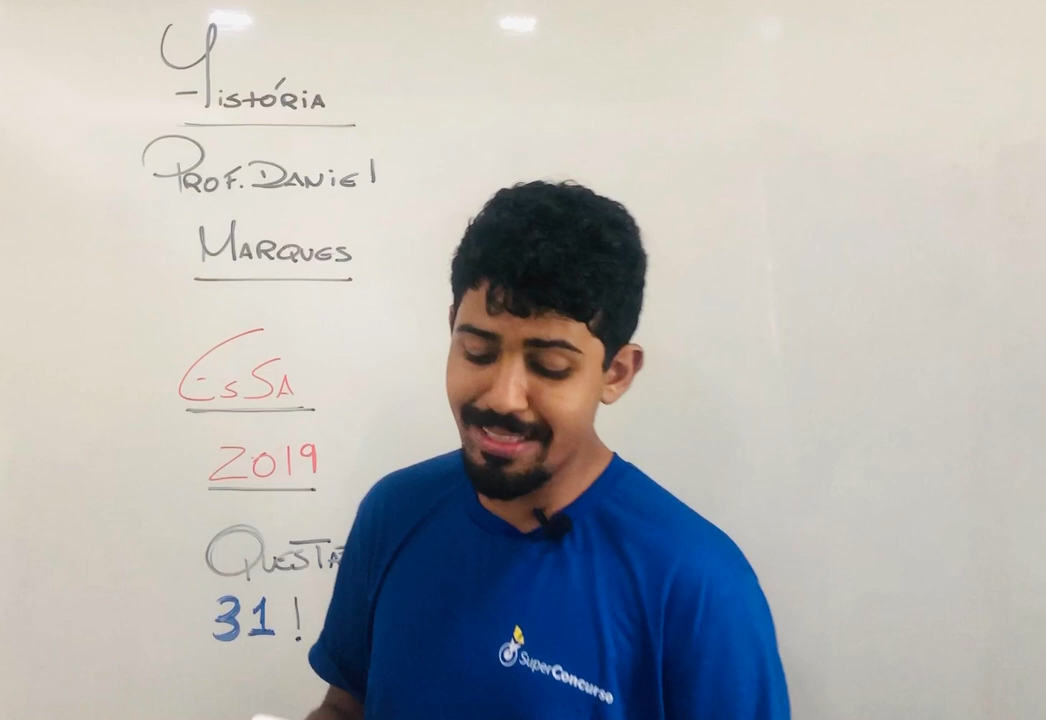 História
Prof. Daniel
Marques
EsSA
2019
31!
SuperConcurso